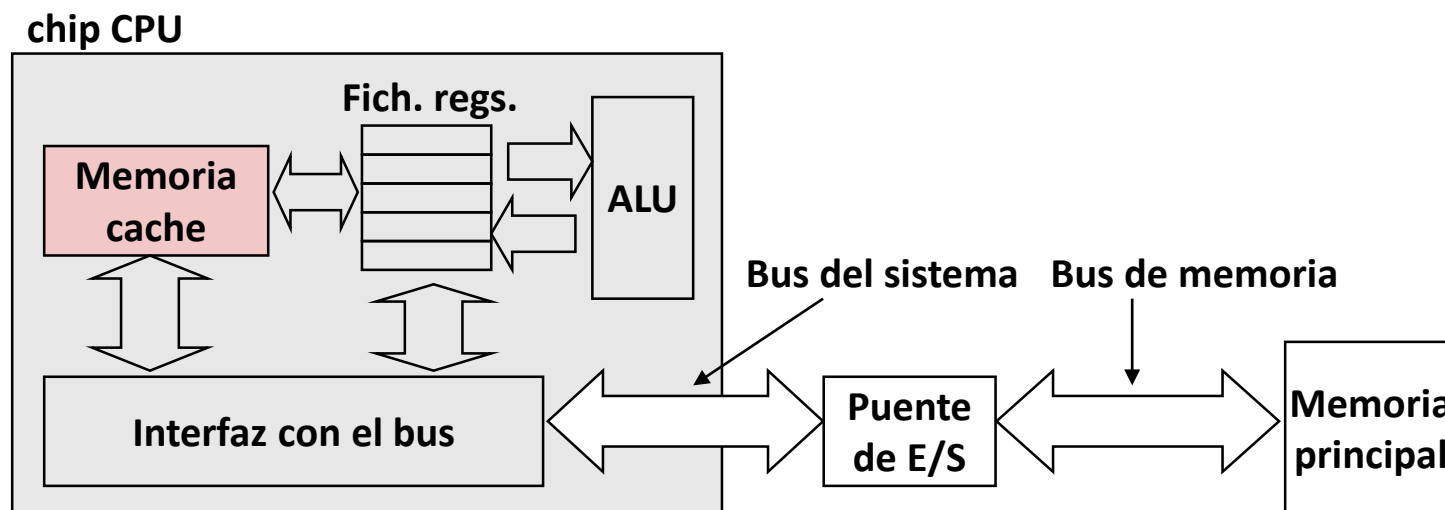 chip CPU
Fich. regs.
Memoria
cache
ALU
Bus del sistema
Bus de memoria
Interfaz con el bus
Puente
de E/S
Memoria
principal